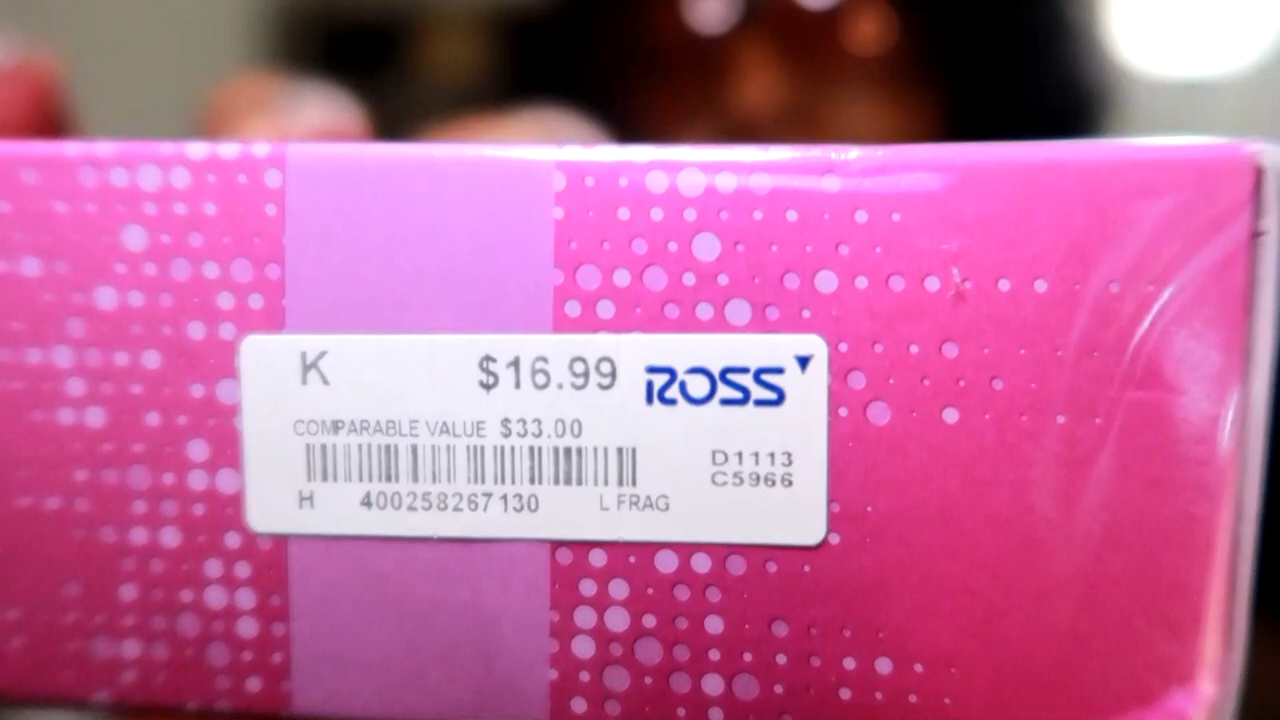 K $16.99 ROSS
COMPARABLE VALUE $33.00
D1113
C5966
H 400258267130 L FRAG